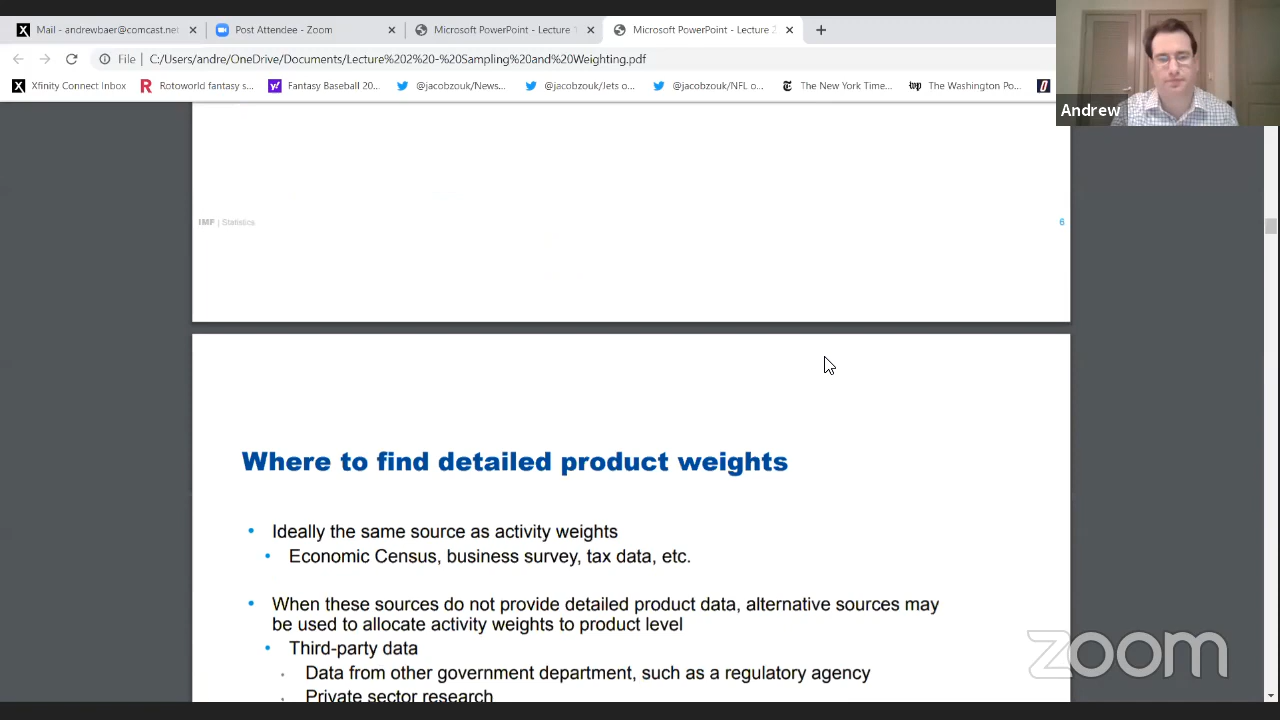 Mail - andrewbaer@comcast.net
Post Attendee - Zoom
Microsoft PowerPoint - Lecture 1
Microsoft PowerPoint - Lecture 2
File
C:/Users/andre/OneDrive/Documents/Lecture%202%20-%20Sampling%20and%20Weighting.pdf
Xfinity Connect Inbox
Rotoworld fantasy s...
Fantasy Baseball 20...
@jacobzouk/News...
@jacobzouk/Jets o...
@jacobzouk/NFL o...
The New York Time...
The Washington Po...
Andrew
IMF | Statistics
6
Where to find detailed product weights
• Ideally the same source as activity weights
• Economic Census, business survey, tax data, etc.
• When these sources do not provide detailed product data, alternative sources may
be used to allocate activity weights to product level
• Third-party data
• Data from other government department, such as a regulatory agency
• Private sector research
zoom